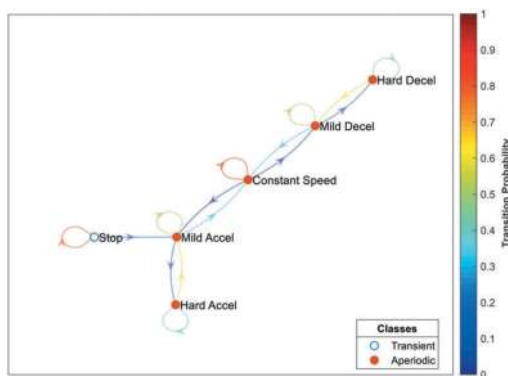 Hard Decel
Mild Decel
Constant Speed
Stop
Mild Accel
Hard Accel
Classes
Transient
Aperiodic
1
0.9
0.8
0.7
0.6
0.5
0.4
0.3
0.2
0.1
0
Transition Probability